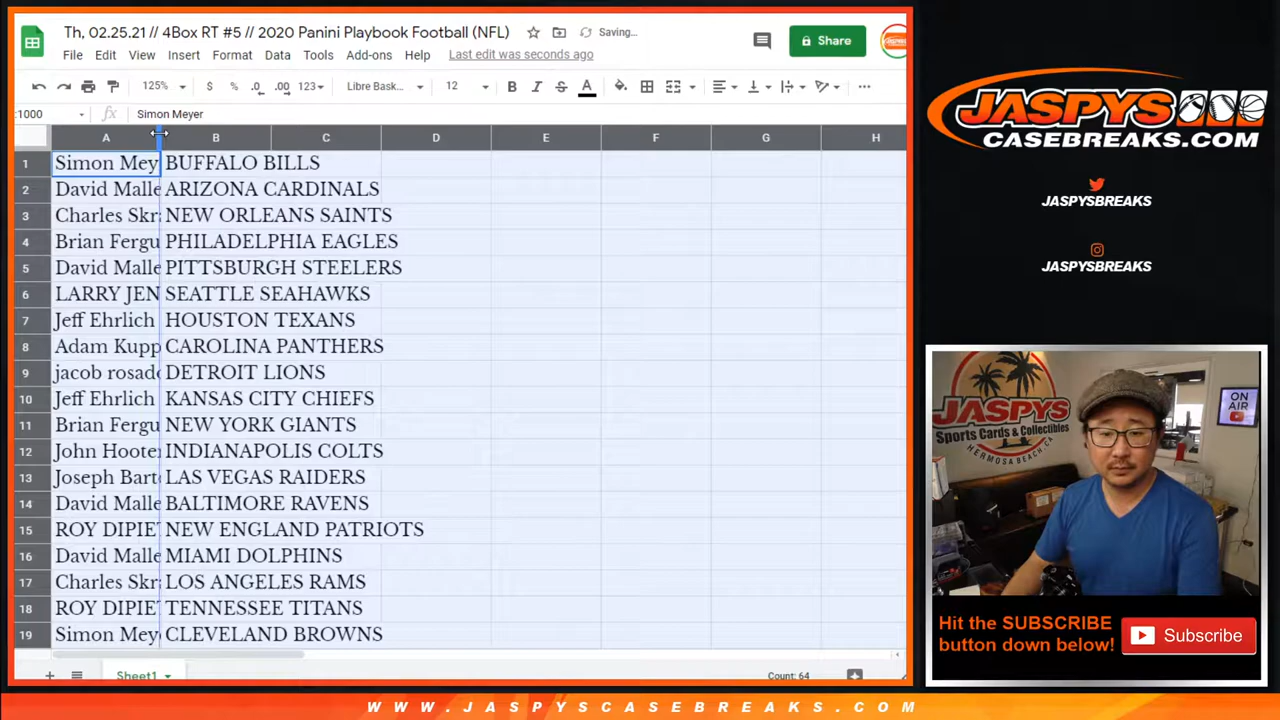 Th, 02.25.21 // 4Box RT #5 // 2020 Panini Playbook Football (NFL)
Saving...
Share
File Edit View Insert Format Data Tools Add-ons Help Last edit was seconds ago
125% $ % .0 .00 123 Libre Bask... 12 B I S A
:1000 fx Simon Meyer
A B C D E F G H
1 Simon Mey BUFFALO BILLS
2 David Malle ARIZONA CARDINALS
3 Charles Skr NEW ORLEANS SAINTS
4 Brian Fergu PHILADELPHIA EAGLES
5 David Malle PITTSBURGH STEELERS
6 LARRY JEN SEATTLE SEAHAWKS
7 Jeff Ehrlich HOUSTON TEXANS
8 Adam Kupp CAROLINA PANTHERS
9 jacob rosad DETROIT LIONS
10 Jeff Ehrlich KANSAS CITY CHIEFS
11 Brian Fergu NEW YORK GIANTS
12 John Hoote INDIANAPOLIS COLTS
13 Joseph Bart LAS VEGAS RAIDERS
14 David Malle BALTIMORE RAVENS
15 ROY DIPIET NEW ENGLAND PATRIOTS
16 David Malle MIAMI DOLPHINS
17 Charles Skr LOS ANGELES RAMS
18 ROY DIPIET TENNESSEE TITANS
19 Simon Mey CLEVELAND BROWNS
Sheet1
Count: 64
JASPYS
CASEBREAKS.COM
JASPYSBREAKS
JASPYSBREAKS
JASPYS
Sports Cards & Collectibles
HERMOSA BEACH, CA
ON AIR
Hit the SUBSCRIBE
button down below!
Subscribe
WWW.JASPYSCASEBREAKS.COM